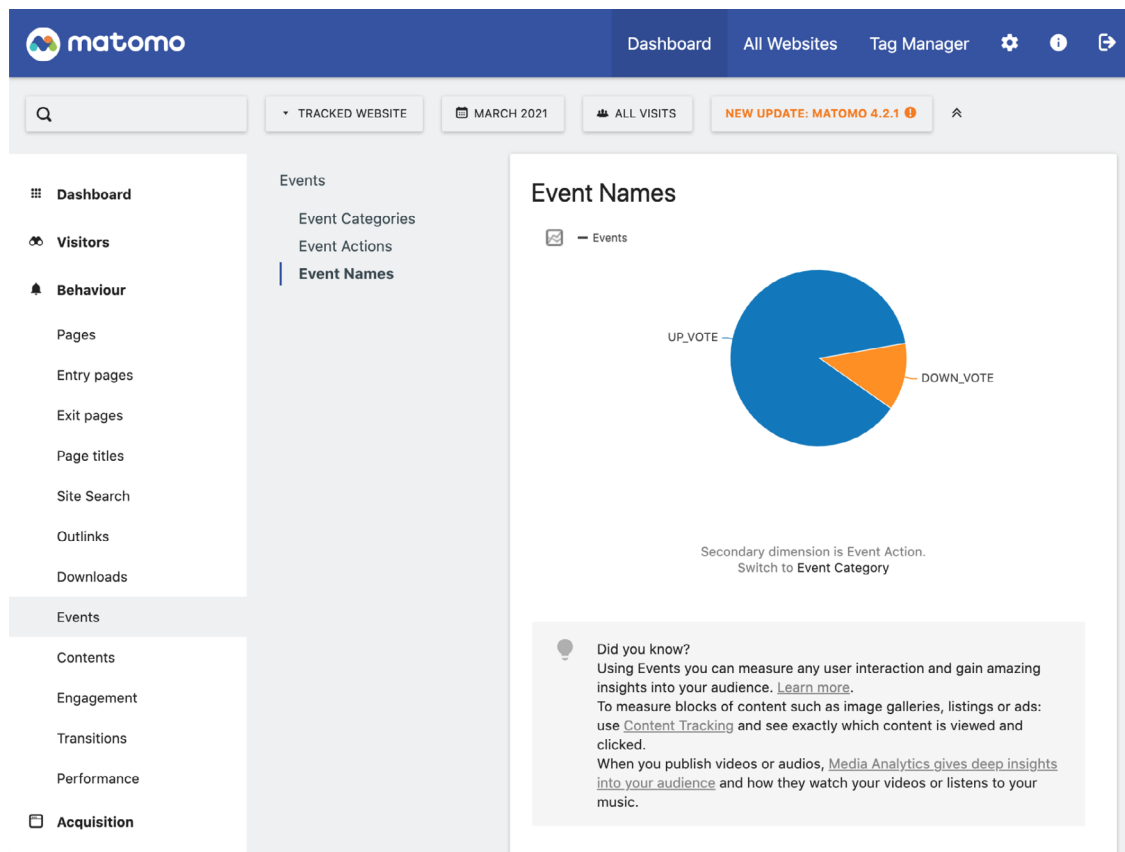 matomo
Dashboard All Websites Tag Manager
TRACKED WEBSITE MARCH 2021 ALL VISITS NEW UPDATE: MATOMO 4.2.1
Dashboard
Visitors
Behaviour
Pages
Entry pages
Exit pages
Page titles
Site Search
Outlinks
Downloads
Events
Contents
Engagement
Transitions
Performance
Acquisition
Events
Event Categories
Event Actions
Event Names
Event Names
Events
UP_VOTE
DOWN_VOTE
Secondary dimension is Event Action.
Switch to Event Category
Did you know?
Using Events you can measure any user interaction and gain amazing
insights into your audience. Learn more.
To measure blocks of content such as image galleries, listings or ads:
use Content Tracking and see exactly which content is viewed and
clicked.
When you publish videos or audios, Media Analytics gives deep insights
into your audience and how they watch your videos or listens to your
music.